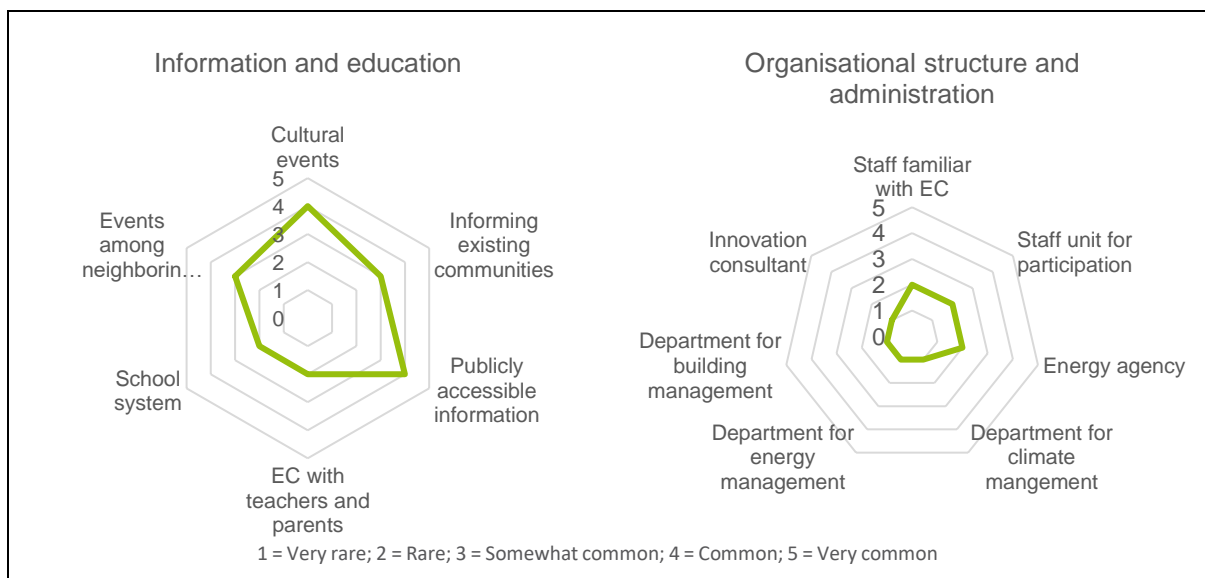 Information and education
Cultural
events
5
4
3
2
1
0
Informing
existing
communities
Publicly
accessible
information
EC with
teachers and
parents
School
system
Events
among
neighborin…
Organisational structure and
administration
Staff familiar
with EC
5
4
3
2
1
0
Staff unit for
participation
Energy agency
Department for
climate
mangement
Department for
energy
management
Department for
building
management
Innovation
consultant
1 = Very rare; 2 = Rare; 3 = Somewhat common; 4 = Common; 5 = Very common